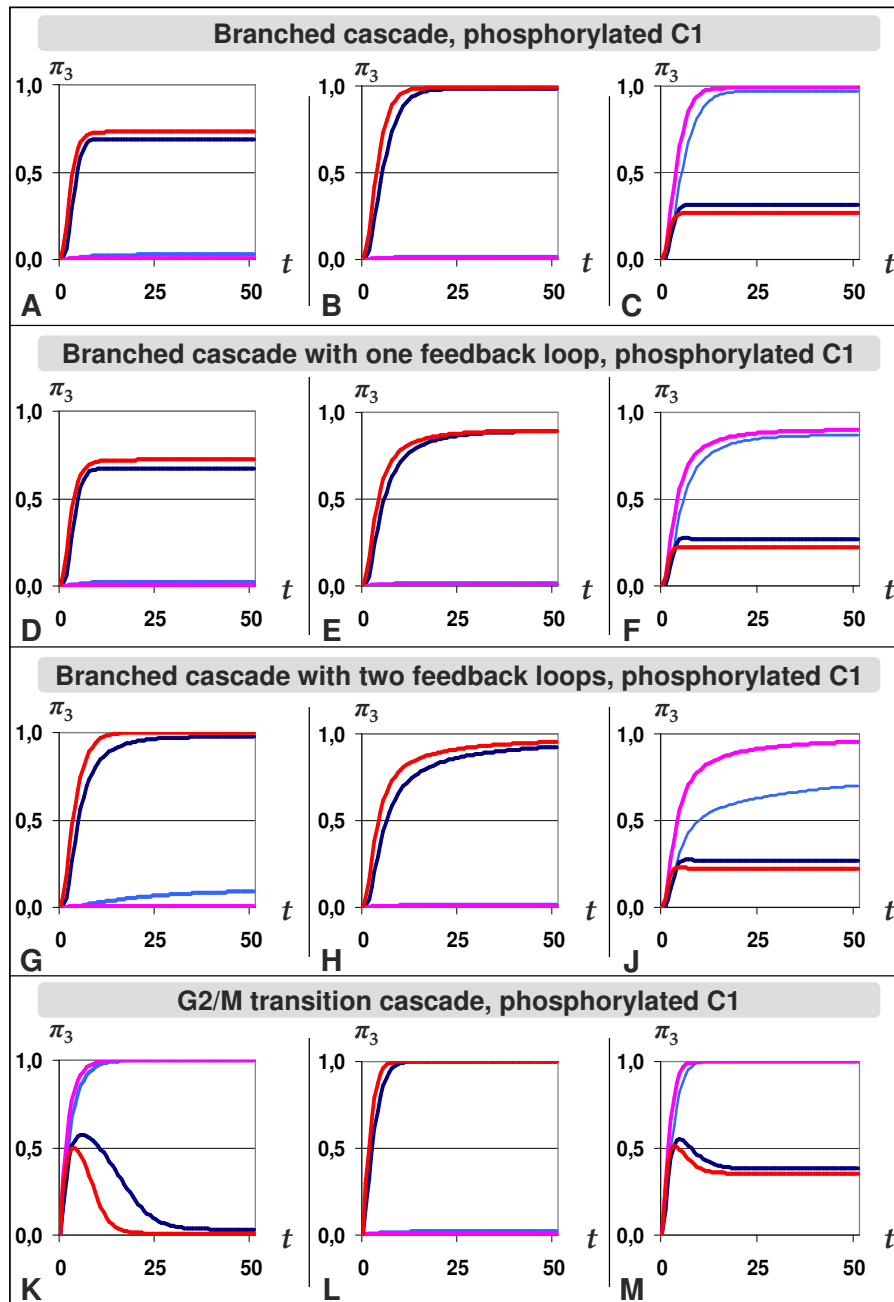 Branched cascade, phosphorylated C1
π3 π3 π3
1,0 1,0 1,0
0,5 0,5 0,5
0,0 t 0,0 t 0,0 t
0 25 50 0 25 50 0 25 50
A B C
Branched cascade with one feedback loop, phosphorylated C1
π3 π3 π3
1,0 1,0 1,0
0,5 0,5 0,5
0,0 t 0,0 t 0,0 t
0 25 50 0 25 50 0 25 50
D E F
Branched cascade with two feedback loops, phosphorylated C1
π3 π3 π3
1,0 1,0 1,0
0,5 0,5 0,5
0,0 t 0,0 t 0,0 t
0 25 50 0 25 50 0 25 50
G H J
G2/M transition cascade, phosphorylated C1
π3 π3 π3
1,0 1,0 1,0
0,5 0,5 0,5
0,0 t 0,0 t 0,0 t
0 25 50 0 25 50 0 25 50
K L M